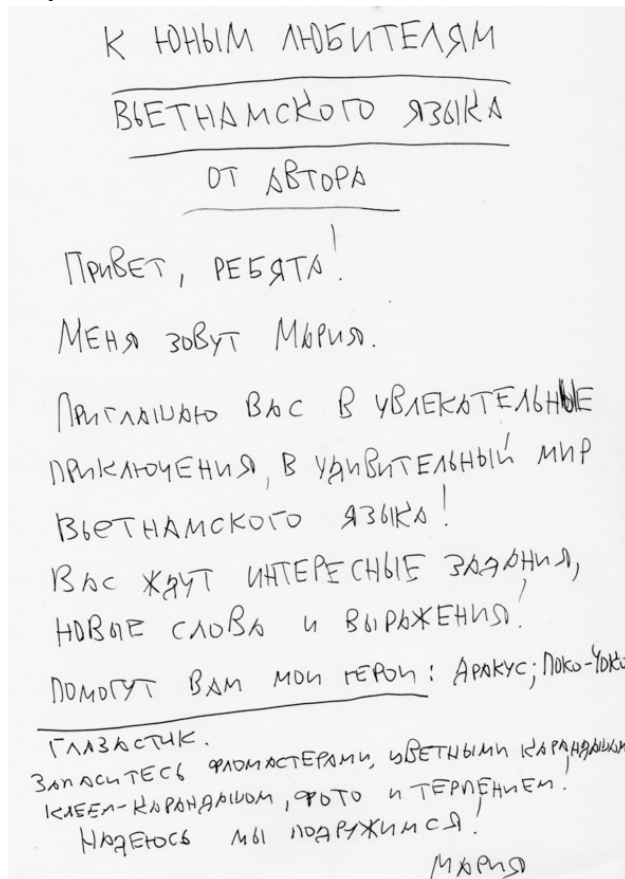 К ЮНЫМ ЛЮБИТЕЛЯМ
ВЬЕТНАМСКОГО ЯЗЫКА
ОТ АВТОРА
ПРИВЕТ, РЕБЯТА!
МЕНЯ ЗОВУТ МАРИЯ.
ПРИГЛАШАЮ ВАС В УВЛЕКАТЕЛЬНЫЕ
ПРИКЛЮЧЕНИЯ, В УДИВИТЕЛЬНЫЙ МИР
ВЬЕТНАМСКОГО ЯЗЫКА!
ВАС ЖДУТ ИНТЕРЕСНЫЕ ЗАДАНИЯ,
НОВЫЕ СЛОВА И ВЫРАЖЕНИЯ!
ПОМОГУТ ВАМ МОИ ГЕРОИ: АРАКУС, ПОКО-ЧОКО
ГЛАЗАСТИК.
ЗАПАСИТЕСЬ ФЛОМАСТЕРАМИ, ЦВЕТНЫМИ КАРАНДАШАМИ
КЛЕЕМ-КАРАНДАШОМ, ФОТО И ТЕРПЕНИЕМ!
НАДЕЮСЬ МЫ ПОДРУЖИМСЯ!
МАРИЯ